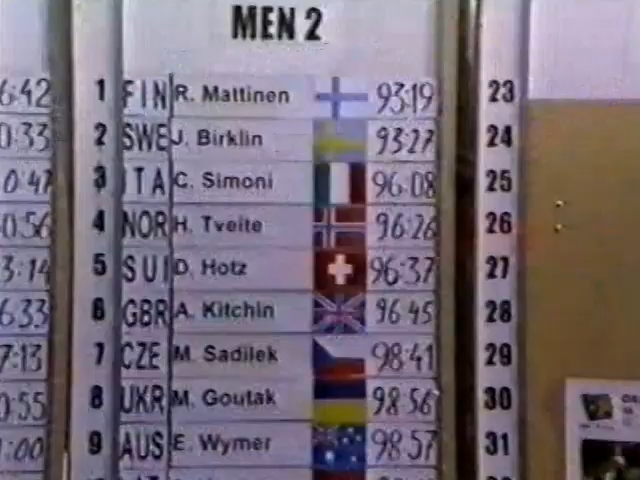 MEN 2
6:42 1 FIN R. Mattinen 93:19 23
0:33 2 SWE J. Birklin 93:27 24
0:47 3 ITA C. Simoni 96:08 25
0:56 4 NOR H. Tveite 96:26 26
3:14 5 SUI D. Hotz 96:37 27
6:33 6 GBR A. Kitchin 96 45 28
7:13 7 CZE M. Sadilek 98:41 29
0:55 8 UKR M. Goutak 98:56 30
1:00 9 AUS E. Wymer 98:57 31